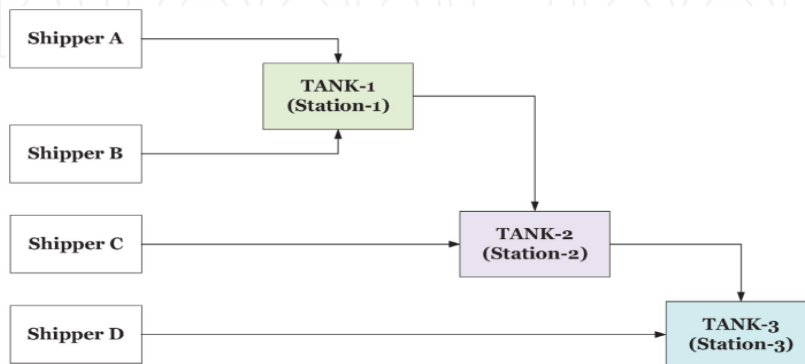 Shipper A
TANK-1
(Station-1)
Shipper B
Shipper C
TANK-2
(Station-2)
Shipper D
TANK-3
(Station-3)